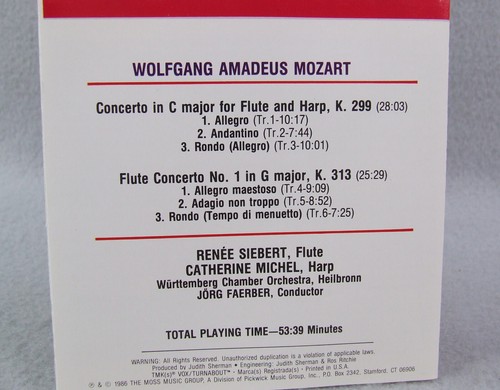 WOLFGANG AMADEUS MOZART
Concerto in C major for Flute and Harp, K. 299 (28:03)
1. Allegro (Tr.1-10:17)
2. Andantino (Tr.2-7:44)
3. Rondo (Allegro) (Tr.3-10:01)
Flute Concerto No. 1 in G major, K. 313 (25:29)
1. Allegro maestoso (Tr.4-9:09)
2. Adagio non troppo (Tr.5-8:52)
3. Rondo (Tempo di menuetto) (Tr.6-7:25)
RENÉE SIEBERT, Flute
CATHERINE MICHEL, Harp
Württemberg Chamber Orchestra, Heilbronn
JÖRG FAERBER, Conductor
TOTAL PLAYING TIME—53:39 Minutes
WARNING: All Rights Reserved. Unauthorized duplication is a violation of applicable laws.
Produced by Judith Sherman • Engineering: Judith Sherman & Ros Ritchie
TMK(S)® VOX/TURNABOUT™ • Marca(s) Registrada(s) • Printed in U.S.A.
℗ & © 1986 THE MOSS MUSIC GROUP, A Division of Pickwick Music Group, Inc., P.O. Box 2342, Stamford, CT 06906